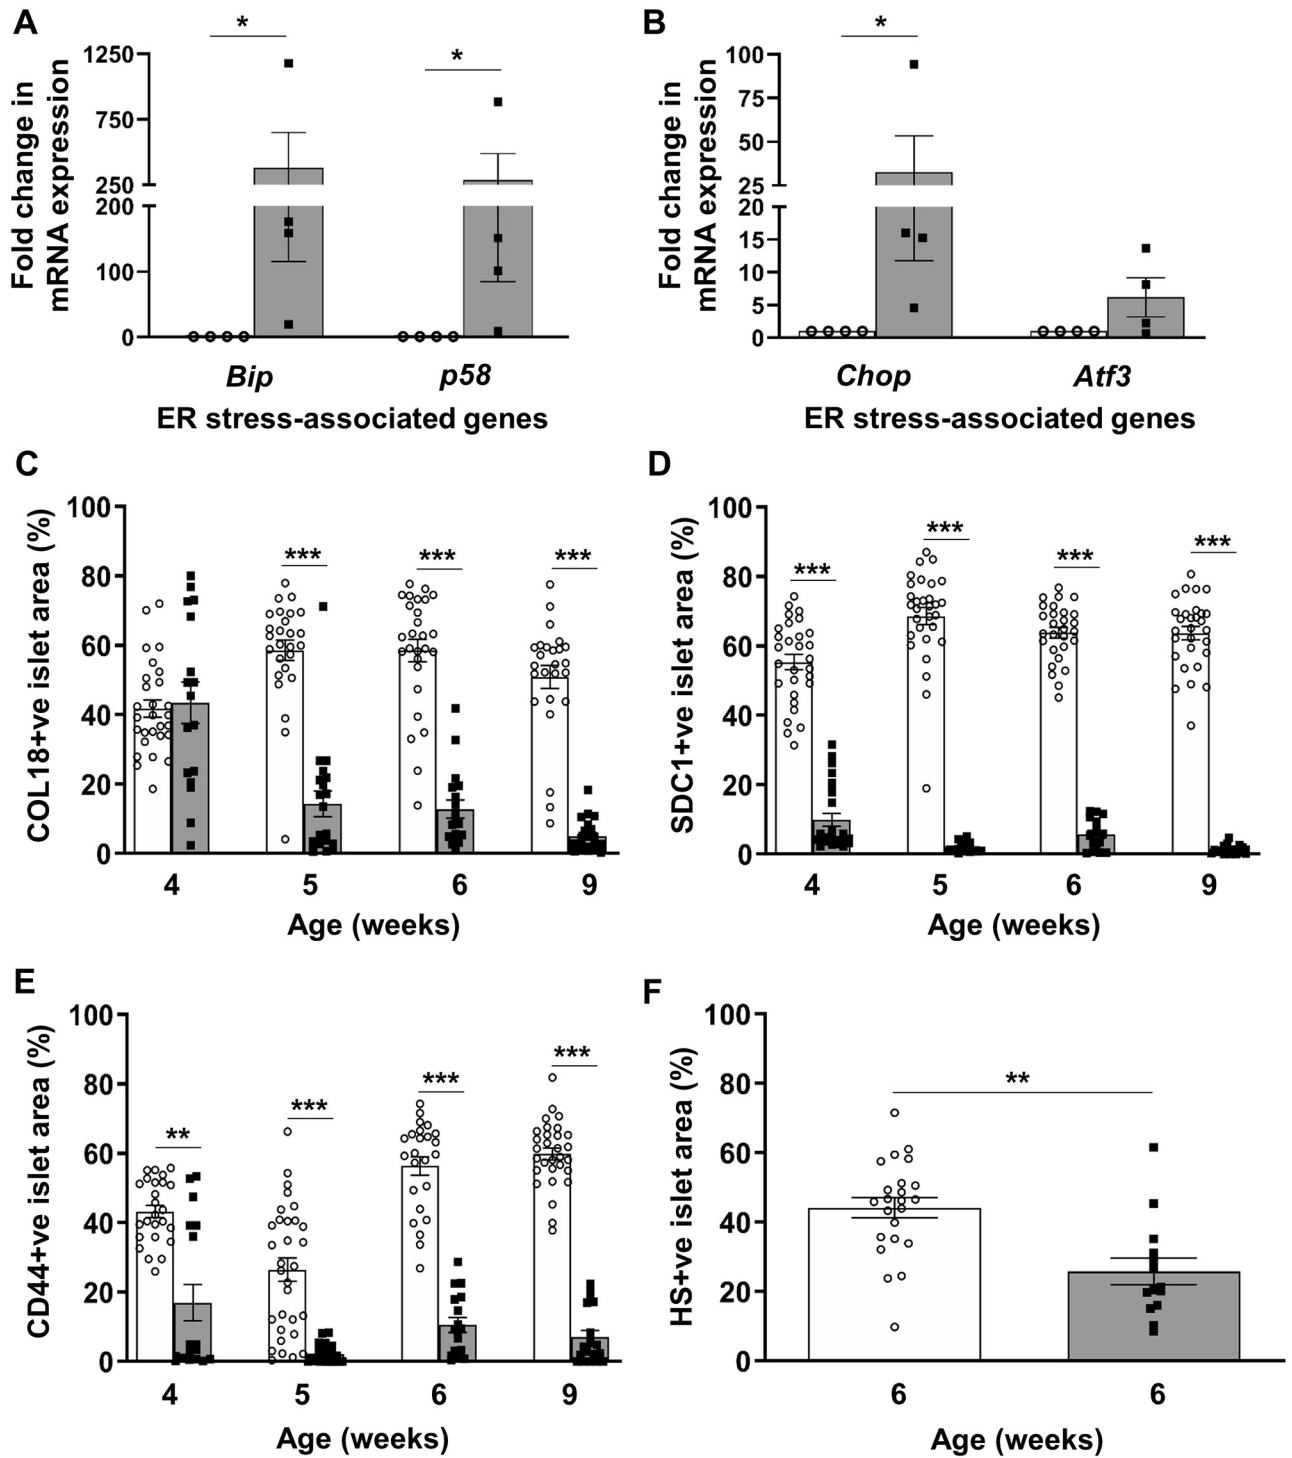 A
*
*
1250
750
250
200
100
0
Fold change in
mRNA expression
Bip
p58
ER stress-associated genes
B
*
100
75
50
25
20
15
10
5
0
Fold change in
mRNA expression
Chop
Atf3
ER stress-associated genes
C
100
80
60
40
20
0
COL18+ve islet area (%)
***
***
***
4
5
6
9
Age (weeks)
D
100
80
60
40
20
0
SDC1+ve islet area (%)
***
***
***
***
4
5
6
9
Age (weeks)
E
100
80
60
40
20
0
CD44+ve islet area (%)
**
***
***
***
4
5
6
9
Age (weeks)
F
100
80
60
40
20
0
HS+ve islet area (%)
**
6
6
Age (weeks)